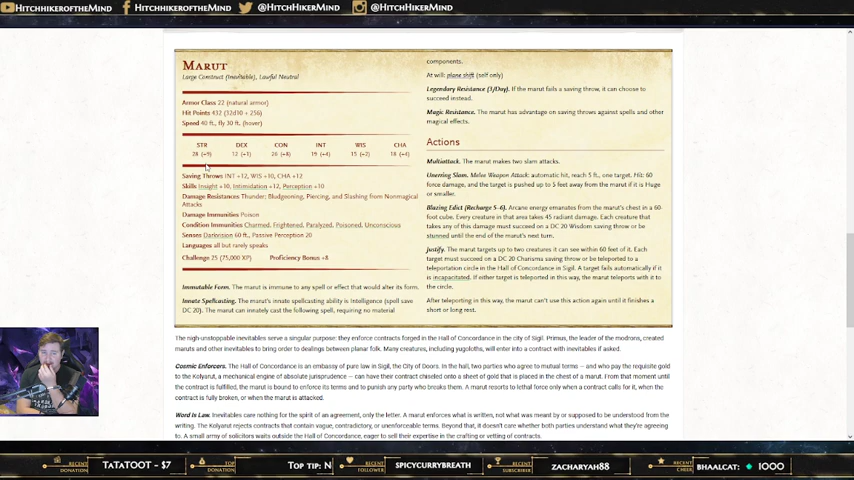 HITCHHIKEROFTHEMIND HITCHHIKEROFTHEMIND @HITCHHIKERMIND @HITCHHIKERMIND
MARUT
Large Construct (Inevitable), Lawful Neutral
Armor Class 22 (natural armor)
Hit Points 432 (32d10 + 256)
Speed 40 ft., fly 30 ft. (hover)
STR DEX CON INT WIS CHA
28 (+9) 12 (+1) 26 (+8) 19 (+4) 15 (+2) 18 (+4)
Saving Throws INT +12, WIS +10, CHA +12
Skills Insight +10, Intimidation +12, Perception +10
Damage Resistances Thunder; Bludgeoning, Piercing, and Slashing from Nonmagical
Attacks
Damage Immunities Poison
Condition Immunities Charmed, Frightened, Paralyzed, Poisoned, Unconscious
Senses Darkvision 60 ft., Passive Perception 20
Languages all but rarely speaks
Challenge 25 (75,000 XP) Proficiency Bonus +8
Immutable Form. The marut is immune to any spell or effect that would alter its form.
Innate Spellcasting. The marut's innate spellcasting ability is Intelligence (spell save
DC 20). The marut can innately cast the following spell, requiring no material
components.
At will: plane shift (self only)
Legendary Resistance (3/Day). If the marut fails a saving throw, it can choose to
succeed instead.
Magic Resistance. The marut has advantage on saving throws against spells and other
magical effects.
Actions
Multiattack. The marut makes two slam attacks.
Unerring Slam. Melee Weapon Attack: automatic hit, reach 5 ft., one target. Hit: 60
force damage, and the target is pushed up to 5 feet away from the marut if it is Huge
or smaller.
Blazing Edict (Recharge 5-6). Arcane energy emanates from the marut's chest in a 60-
foot cube. Every creature in that area takes 45 radiant damage. Each creature that
takes any of this damage must succeed on a DC 20 Wisdom saving throw or be
stunned until the end of the marut's next turn.
Justify. The marut targets up to two creatures it can see within 60 feet of it. Each
target must succeed on a DC 20 Charisma saving throw or be teleported to a
teleportation circle in the Hall of Concordance in Sigil. A target fails automatically if it
is incapacitated. If either target is teleported in this way, the marut teleports with it to
the circle.
After teleporting in this way, the marut can't use this action again until it finishes a
short or long rest.
The nigh-unstoppable inevitables serve a singular purpose: they enforce contracts forged in the Hall of Concordance in the city of Sigil. Primus, the leader of the modrons, created
maruts and other inevitables to bring order to dealings between planar folk. Many creatures, including yugoloths, will enter into a contract with inevitables if asked.
Cosmic Enforcers. The Hall of Concordance is an embassy of pure law in Sigil, the City of Doors. In the hall, two parties who agree to mutual terms — and who pay the requisite gold
to the Kolyarut, a mechanical engine of absolute jurisprudence — can have their contract chiseled onto a sheet of gold that is placed in the chest of a marut. From that moment until
the contract is fulfilled, the marut is bound to enforce its terms and to punish any party who breaks them. A marut resorts to lethal force only when a contract calls for it, when the
contract is fully broken, or when the marut is attacked.
Word Is Law. Inevitables care nothing for the spirit of an agreement, only the letter. A marut enforces what is written, not what was meant by or supposed to be understood from the
writing. The Kolyarut rejects contracts that contain vague, contradictory, or unenforceable terms. Beyond that, it doesn't care whether both parties understand what they're agreeing
to. A small army of solicitors waits outside the Hall of Concordance, eager to sell their expertise in the crafting or vetting of contracts.
RECENT DONATION TATATOOT - $7 TOP DONATION TOP TIP: N RECENT FOLLOWER SPICYCURRYBREATH RECENT SUBSCRIBER ZACHARYAH88 RECENT CHEER BHAALCAT: 1000